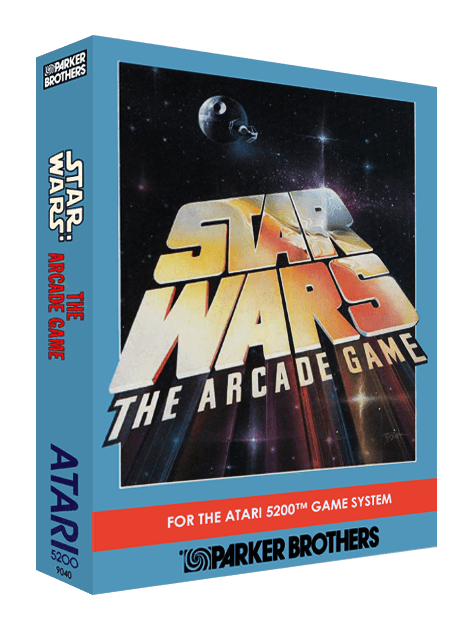 PARKER
BROTHERS
STAR
WARS:
THE
ARCADE GAME
ATARI
5200
9040
STAR
WARS
THE ARCADE GAME
FOR THE ATARI 5200™ GAME SYSTEM
PARKER BROTHERS